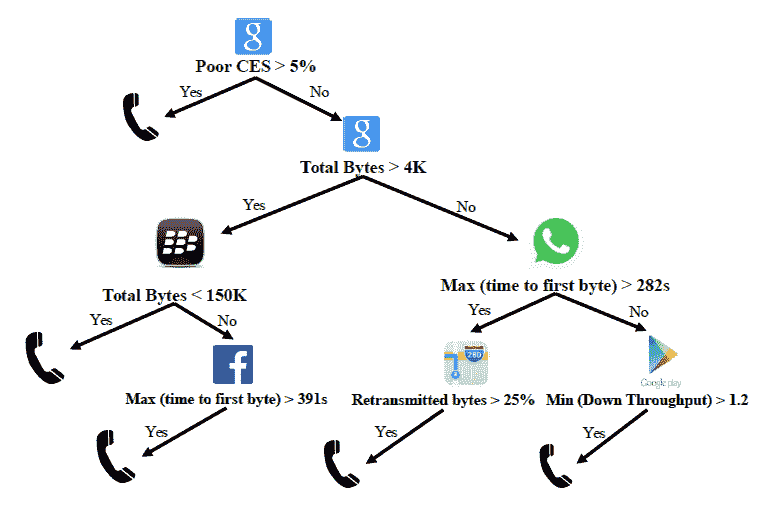 g
Poor CES > 5%
Yes
No
g
Total Bytes > 4K
Yes
No
Total Bytes < 150K
Max (time to first byte) > 282s
Yes
No
Yes
No
f
280
Google play
Max (time to first byte) > 391s
Retransmitted bytes > 25%
Min (Down Throughput) > 1.2
Yes
Yes
Yes